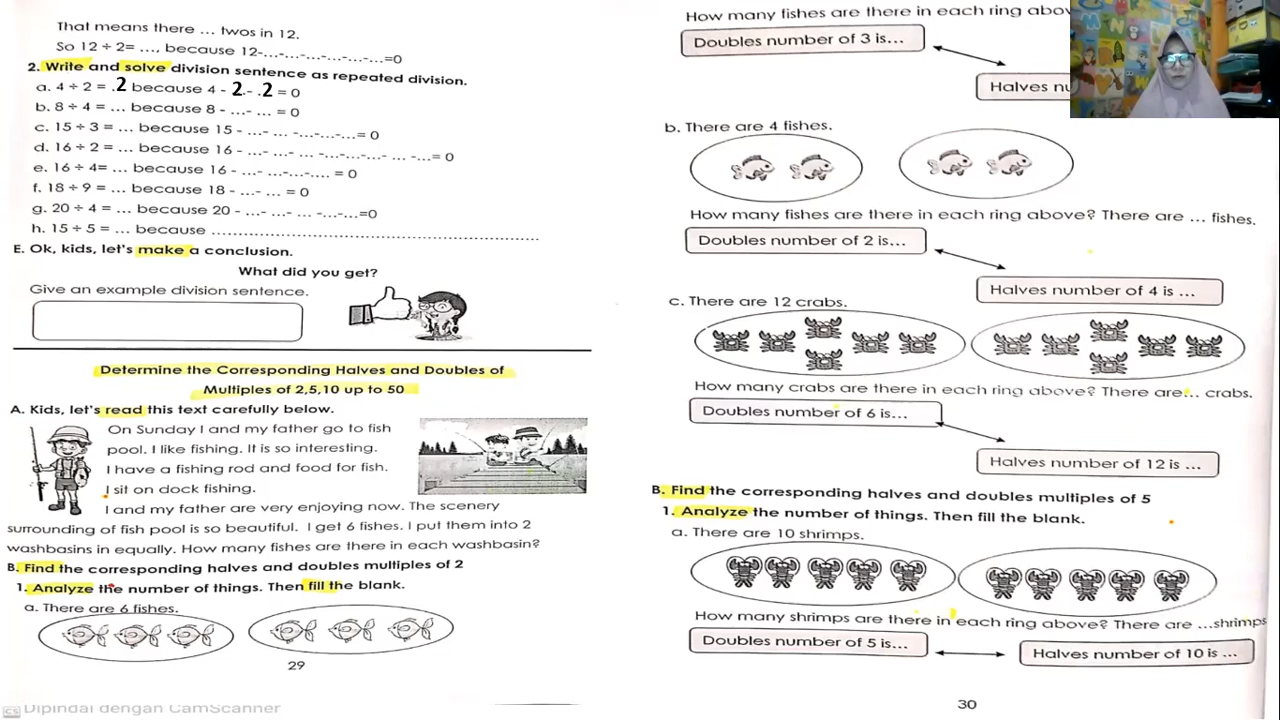 That means there ... twos in 12.
So 12 ÷ 2= ..., because 12-...-...-...-...-...-...=0
2. Write and solve division sentence as repeated division.
a. 4 ÷ 2 = .2 because 4 - 2.- .2 = 0
b. 8 ÷ 4 = ... because 8 - ...- ... = 0
c. 15 ÷ 3 = ... because 15 - ...- ... -...-...-... = 0
d. 16 ÷ 2 = ... because 16 - ...- ...- ... -...-...-...- ... -...= 0
e. 16 ÷ 4= ... because 16 - ...- ...-...-.... = 0
f. 18 ÷ 9 = ... because 18 - ...- ... = 0
g. 20 ÷ 4 = ... because 20 - ...- ...- ... -...-...=0
h. 15 ÷ 5 = ... because ................................................................
E. Ok, kids, let's make a conclusion.
What did you get?
Give an example division sentence.
Determine the Corresponding Halves and Doubles of
Multiples of 2,5,10 up to 50
A. Kids, let's read this text carefully below.
On Sunday I and my father go to fish
pool. I like fishing. It is so interesting.
I have a fishing rod and food for fish.
I sit on dock fishing.
I and my father are very enjoying now. The scenery
surrounding of fish pool is so beautiful. I get 6 fishes. I put them into 2
washbasins in equally. How many fishes are there in each washbasin?
B. Find the corresponding halves and doubles multiples of 2
1. Analyze the number of things. Then fill the blank.
a. There are 6 fishes.
29
CS Dipindai dengan CamScanner
How many fishes are there in each ring abov
Doubles number of 3 is...
Halves nu
b. There are 4 fishes.
How many fishes are there in each ring above? There are ... fishes.
Doubles number of 2 is...
Halves number of 4 is ...
c. There are 12 crabs.
How many crabs are there in each ring above? There are... crabs.
Doubles number of 6 is...
Halves number of 12 is ...
B. Find the corresponding halves and doubles multiples of 5
1. Analyze the number of things. Then fill the blank.
a. There are 10 shrimps.
How many shrimps are there in each ring above? There are ...shrimps
Doubles number of 5 is...
Halves number of 10 is ...
30